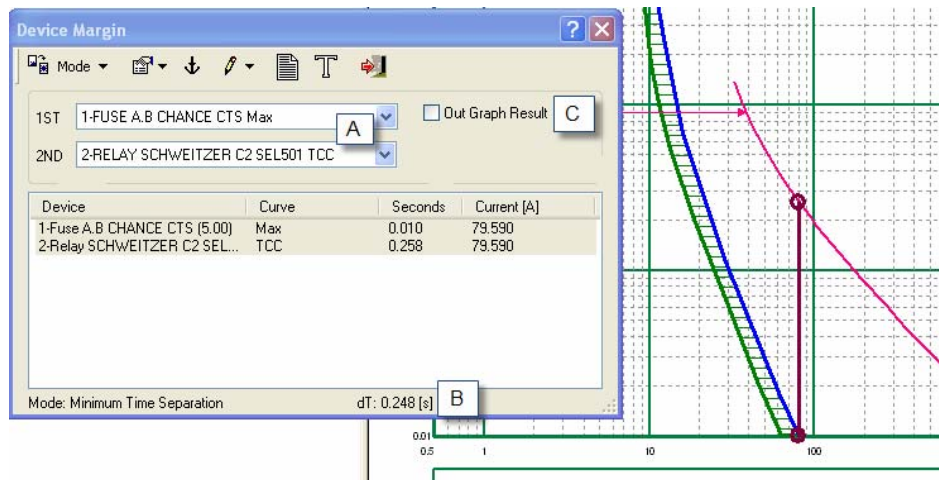 Device Margin
Mode
1ST 1-FUSE A.B CHANCE CTS Max
A
Out Graph Result
C
2ND 2-RELAY SCHWEITZER C2 SEL501 TCC
Device Curve Seconds Current [A]
1-Fuse A.B CHANCE CTS (5.00) Max 0.010 79.590
2-Relay SCHWEITZER C2 SEL... TCC 0.258 79.590
Mode: Minimum Time Separation dT: 0.248 [s]
B
0.01
0.5 1 10 100